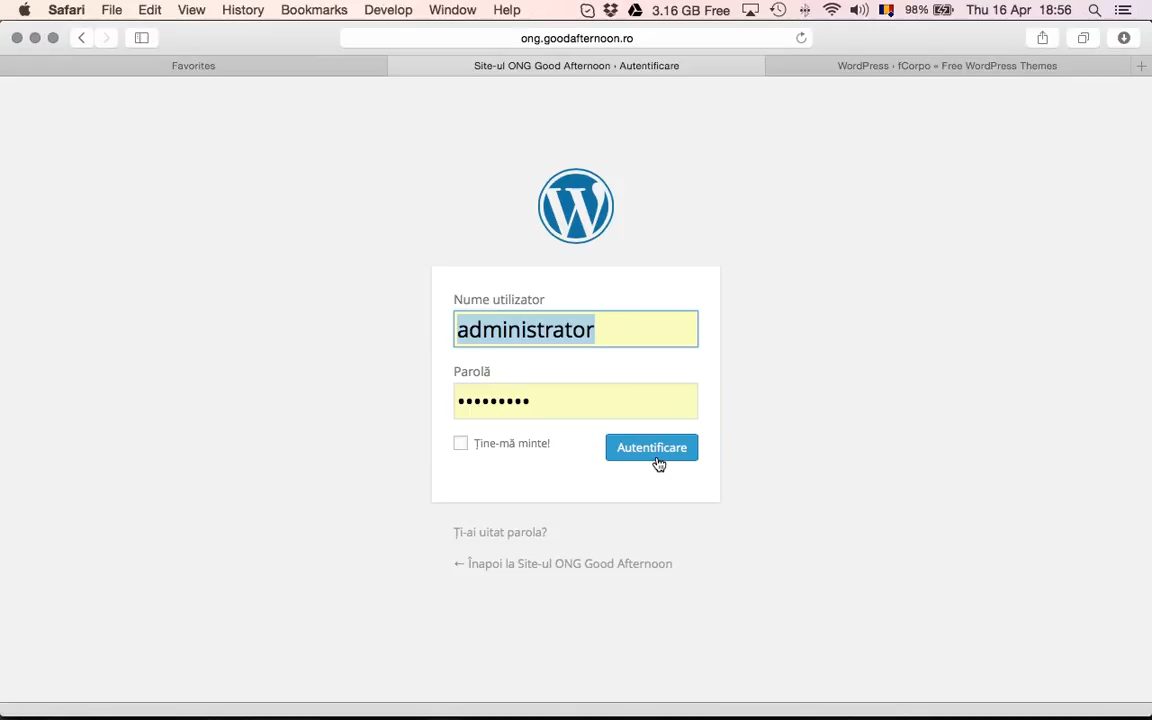 Safari File Edit View History Bookmarks Develop Window Help 3.16 GB Free 98% Thu 16 Apr 18:56
ong.goodafternoon.ro
Favorites
Site-ul ONG Good Afternoon › Autentificare
WordPress › fCorpo « Free WordPress Themes
Nume utilizator
administrator
Parolă
•••••••••
Ține-mă minte!
Autentificare
Ți-ai uitat parola?
← Înapoi la Site-ul ONG Good Afternoon